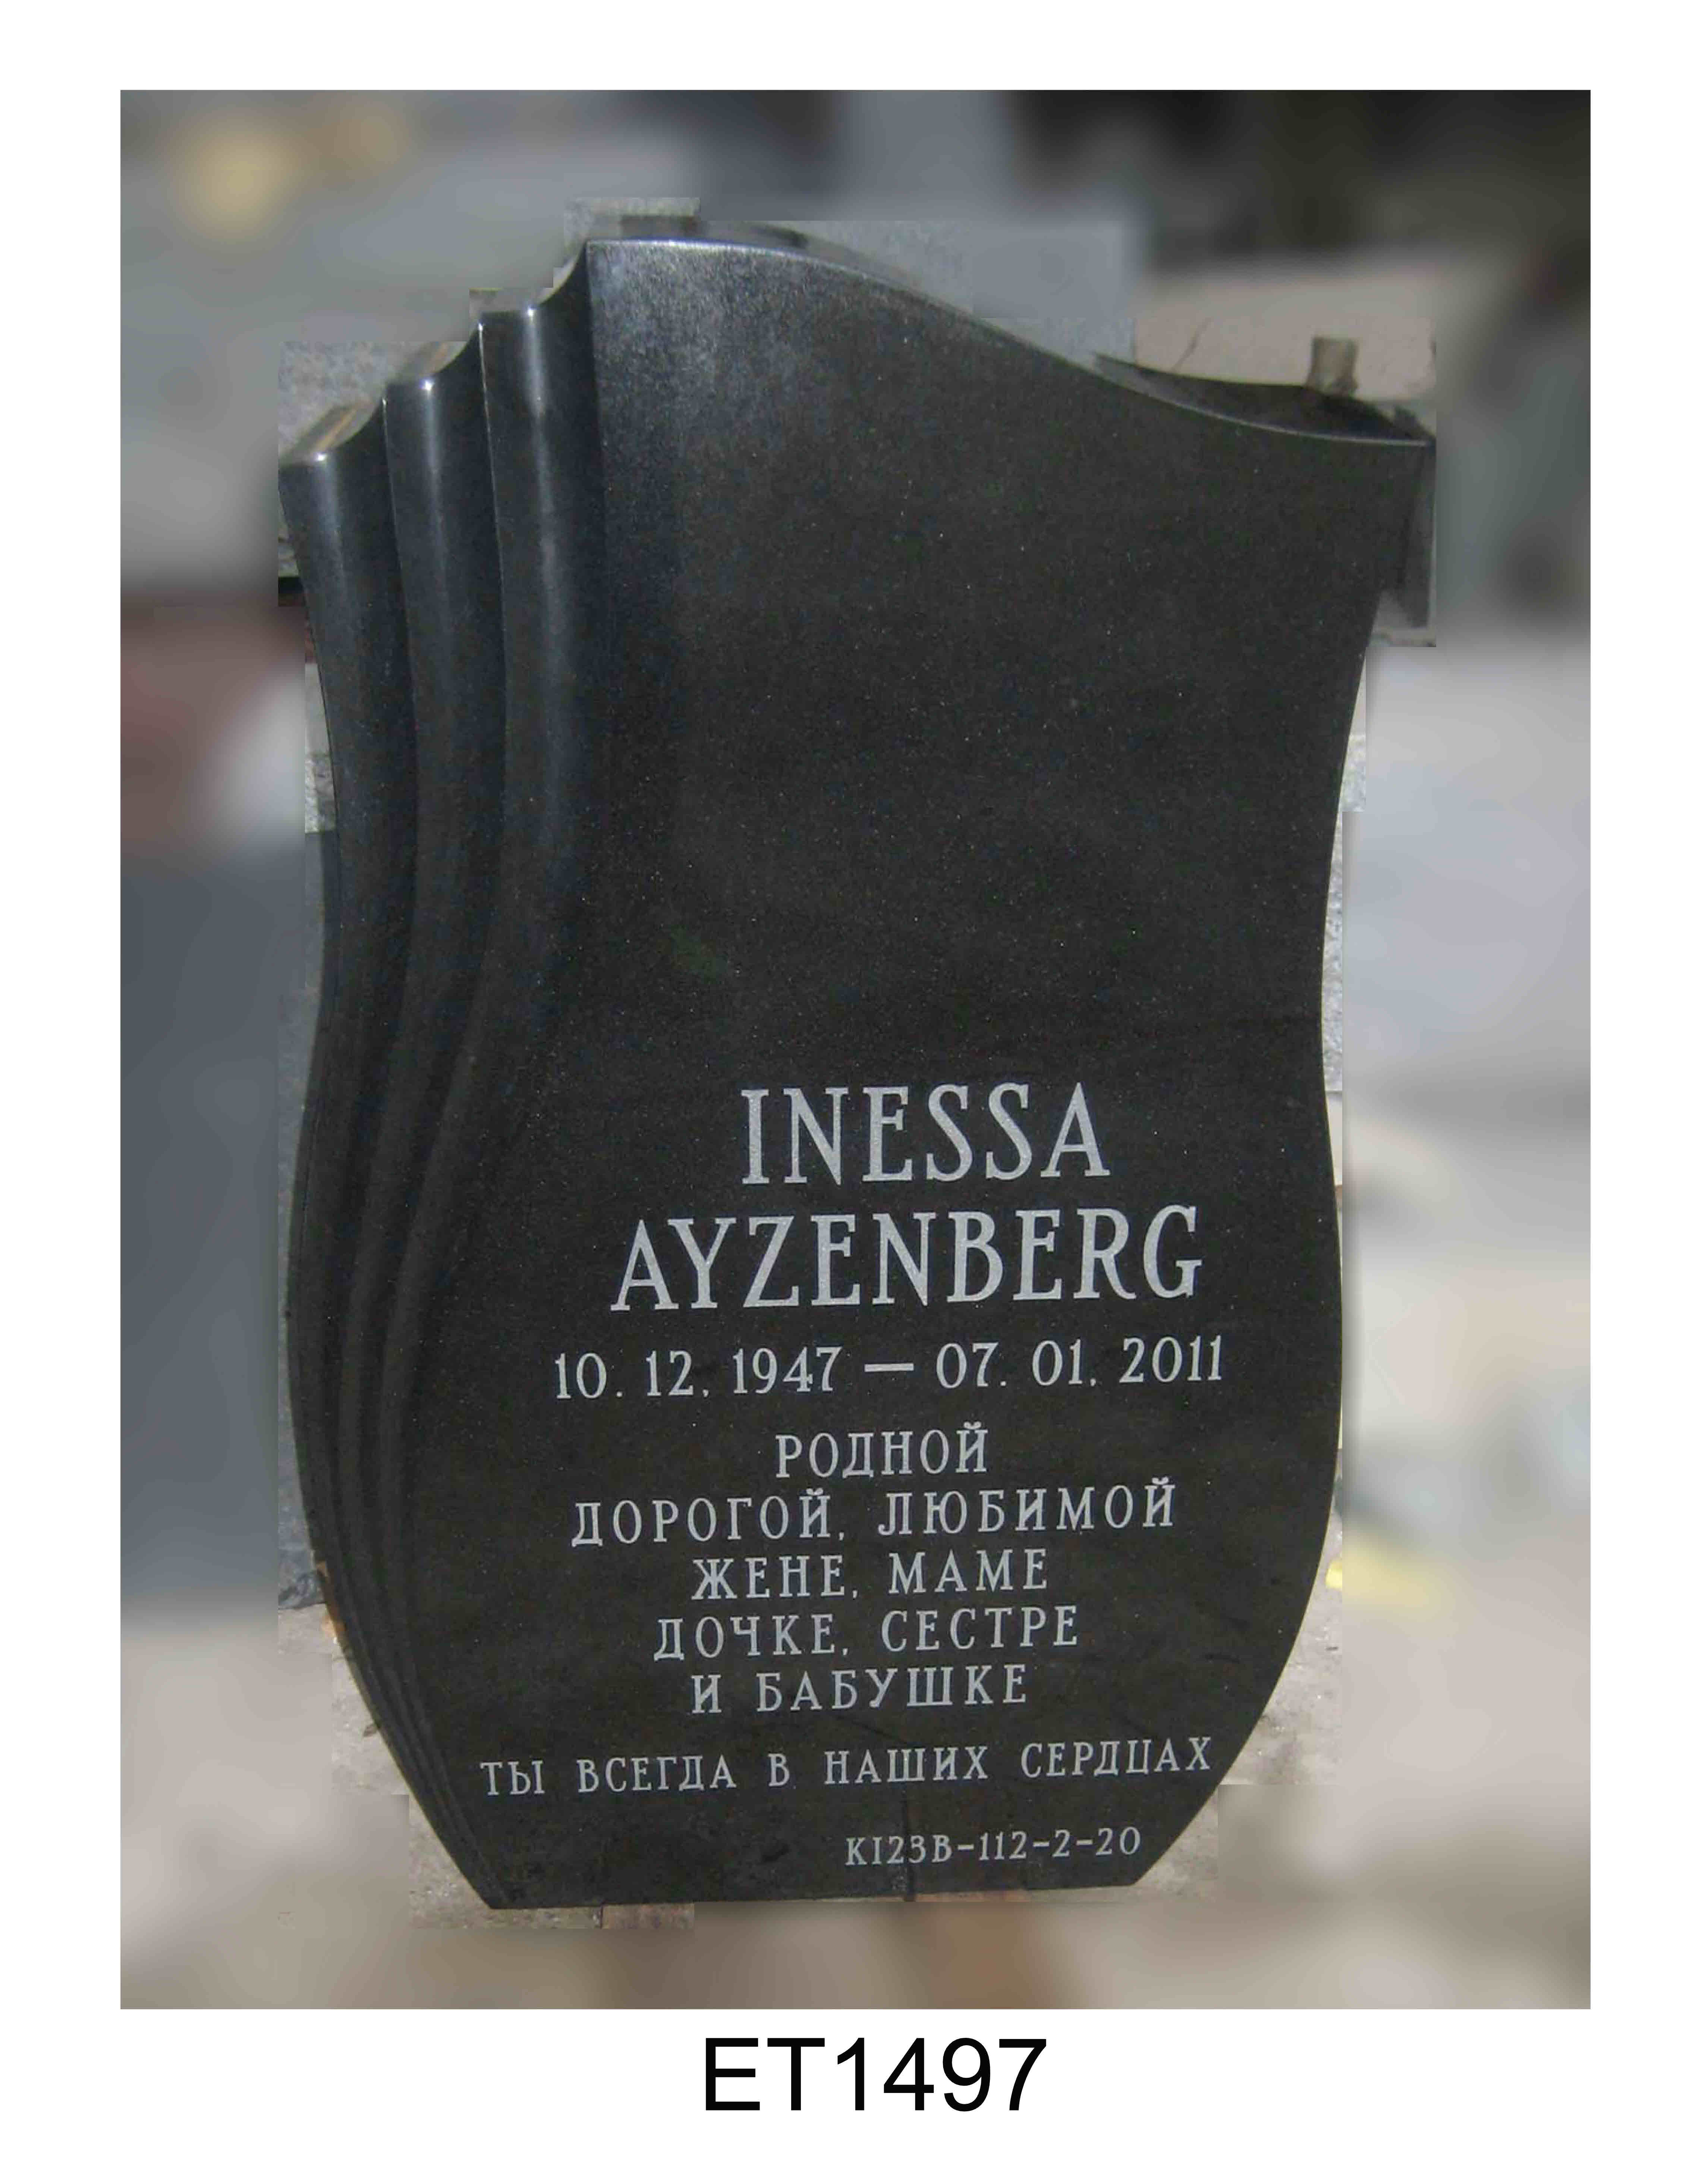 INESSA
AYZENBERG
10. 12. 1947 — 07. 01. 2011
РОДНОЙ
ДОРОГОЙ, ЛЮБИМОЙ
ЖЕНЕ, МАМЕ
ДОЧКЕ, СЕСТРЕ
И БАБУШКЕ
ТЫ ВСЕГДА В НАШИХ СЕРДЦАХ
KI23B-112-2-20
ET1497